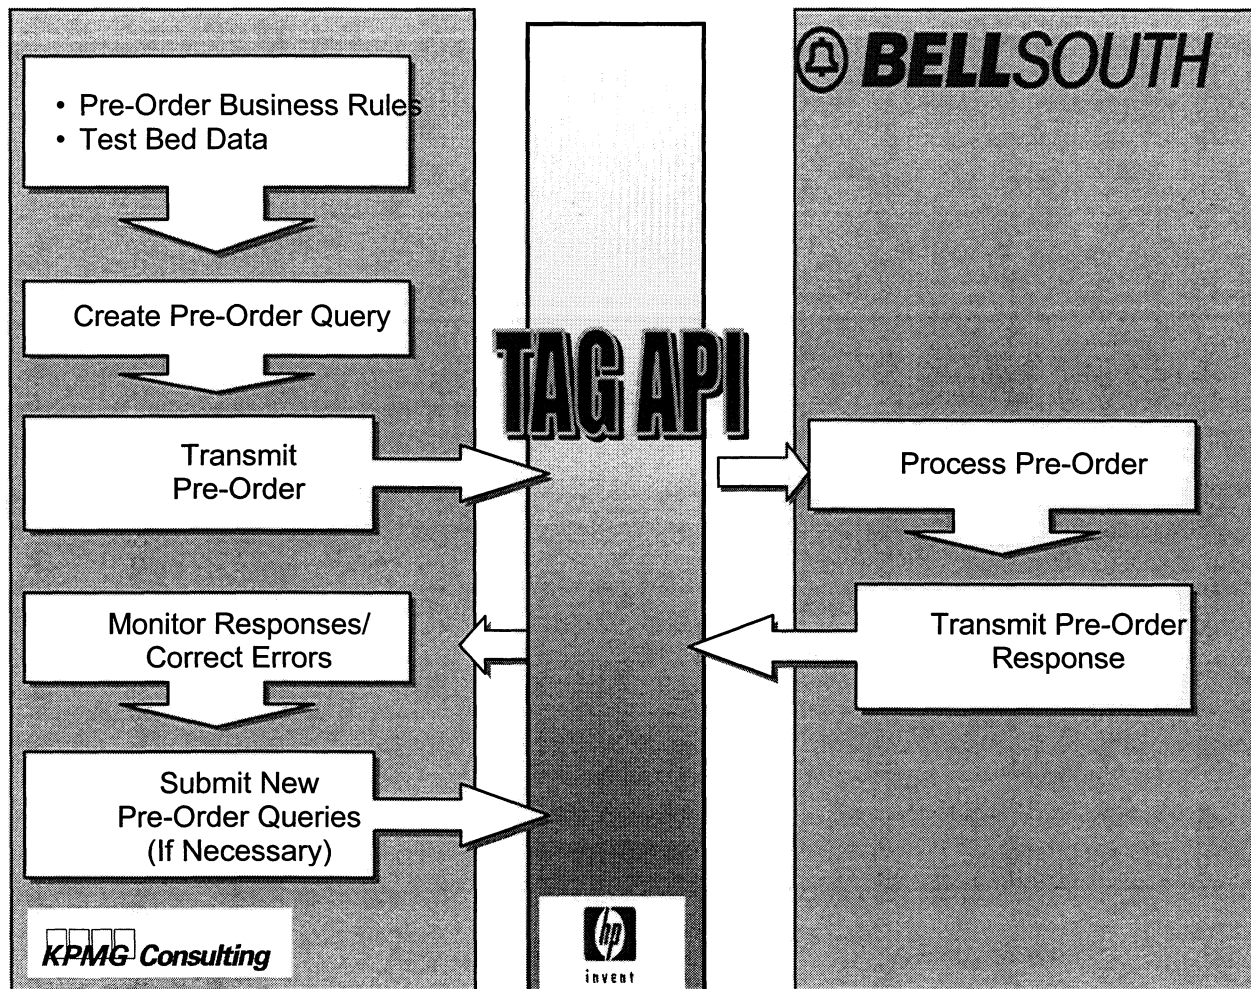 • Pre-Order Business Rules
• Test Bed Data
Create Pre-Order Query
Transmit
Pre-Order
Monitor Responses/
Correct Errors
Submit New
Pre-Order Queries
(If Necessary)
KPMG Consulting
TAG API
hp
invent
BELLSOUTH
Process Pre-Order
Transmit Pre-Order
Response